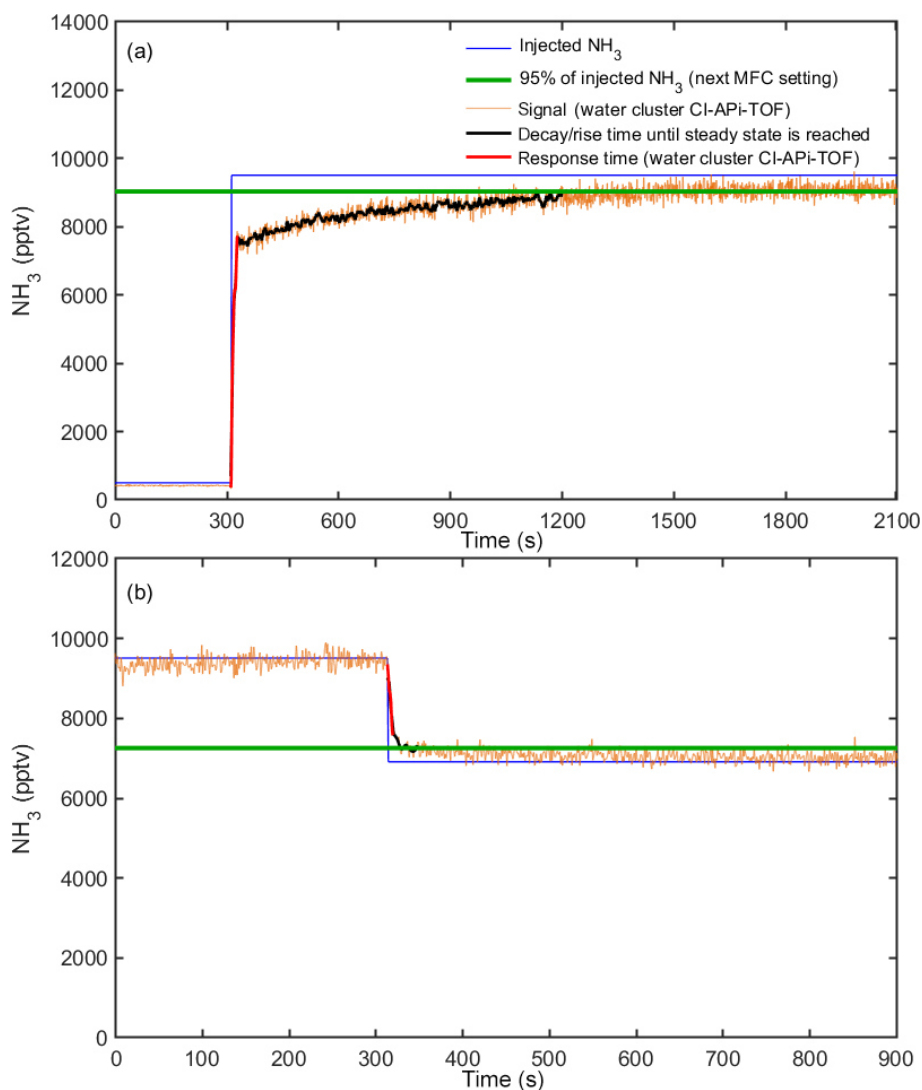 14000
12000
10000
8000
6000
4000
2000
0
NH3 (pptv)
(a)
Injected NH3
95% of injected NH3 (next MFC setting)
Signal (water cluster CI-APi-TOF)
Decay/rise time until steady state is reached
Response time (water cluster CI-APi-TOF)
0 300 600 900 1200 1500 1800 2100
Time (s)
12000
10000
8000
6000
4000
2000
0
NH3 (pptv)
(b)
0 100 200 300 400 500 600 700 800 900
Time (s)